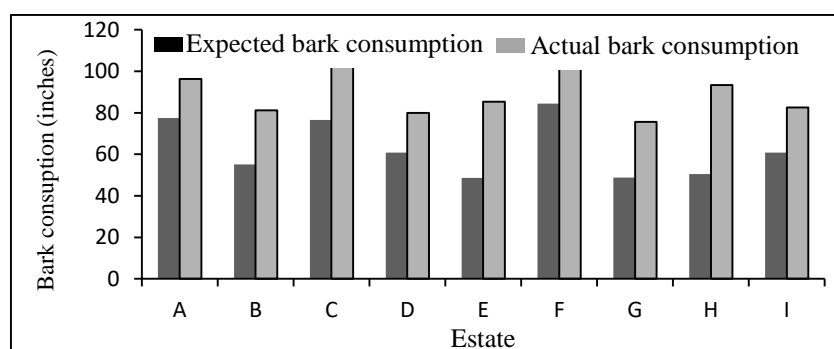 120
Expected bark consumption Actual bark consumption
100
80
60
40
20
0
Bark consuption (inches)
A B C D E F G H I
Estate